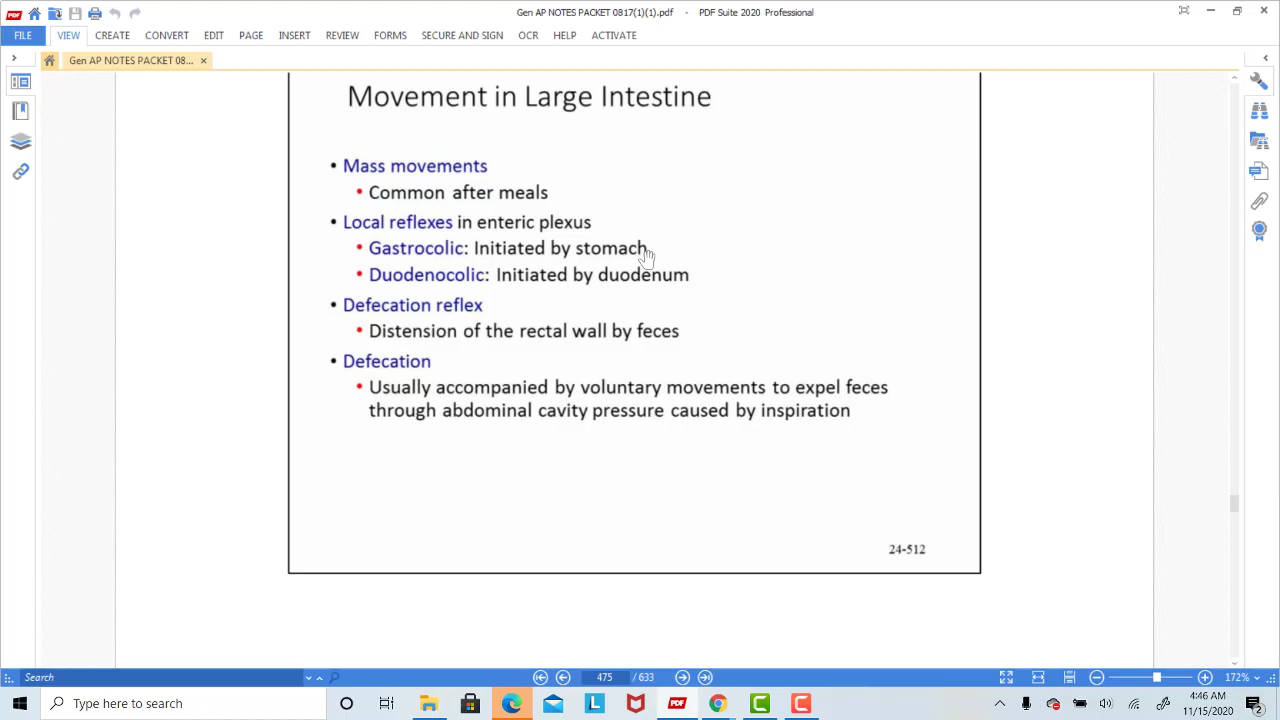 Gen AP NOTES PACKET 0817(1)(1).pdf - PDF Suite 2020 Professional
FILE VIEW CREATE CONVERT EDIT PAGE INSERT REVIEW FORMS SECURE AND SIGN OCR HELP ACTIVATE
Gen AP NOTES PACKET 08...
Movement in Large Intestine
• Mass movements
• Common after meals
• Local reflexes in enteric plexus
• Gastrocolic: Initiated by stomach
• Duodenocolic: Initiated by duodenum
• Defecation reflex
• Distension of the rectal wall by feces
• Defecation
• Usually accompanied by voluntary movements to expel feces
through abdominal cavity pressure caused by inspiration
24-512
Search 475 / 633 172%
Type here to search
4:46 AM
11/15/2020
2